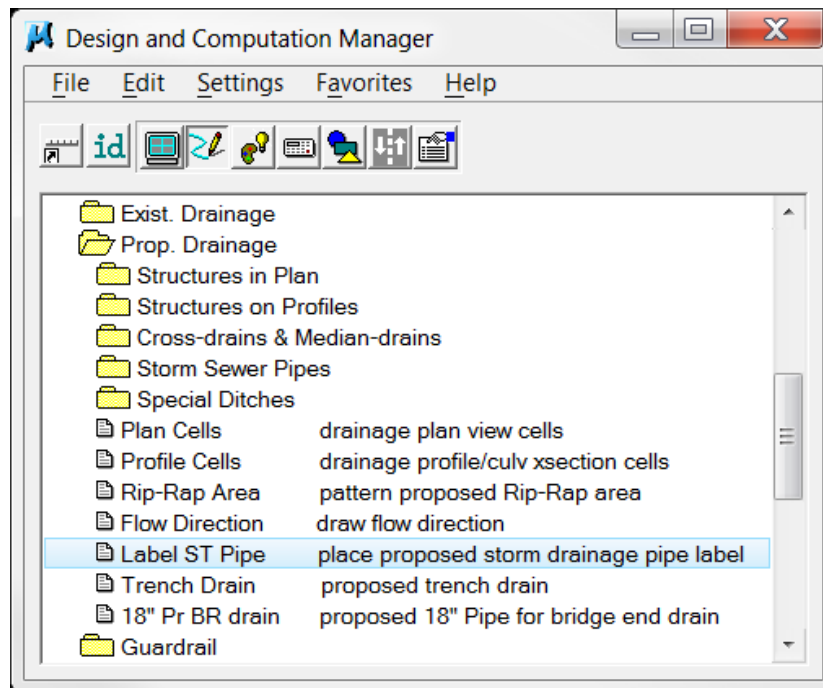 Design and Computation Manager
File Edit Settings Favorites Help
id
Exist. Drainage
Prop. Drainage
Structures in Plan
Structures on Profiles
Cross-drains & Median-drains
Storm Sewer Pipes
Special Ditches
Plan Cells drainage plan view cells
Profile Cells drainage profile/culv xsection cells
Rip-Rap Area pattern proposed Rip-Rap area
Flow Direction draw flow direction
Label ST Pipe place proposed storm drainage pipe label
Trench Drain proposed trench drain
18" Pr BR drain proposed 18" Pipe for bridge end drain
Guardrail